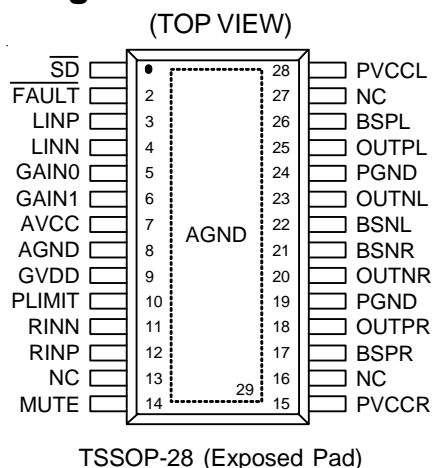 (TOP VIEW)
SD 28 PVCCL
FAULT 2 27 NC
LINP 3 26 BSPL
LINN 4 25 OUTPL
GAIN0 5 24 PGND
GAIN1 6 23 OUTNL
AVCC 7 22 BSNL
AGND 8 AGND 21 BSNR
GVDD 9 20 OUTNR
PLIMIT 10 19 PGND
RINN 11 18 OUTPR
RINP 12 17 BSPR
NC 13 16 NC
29
MUTE 14 15 PVCCR
TSSOP-28 (Exposed Pad)